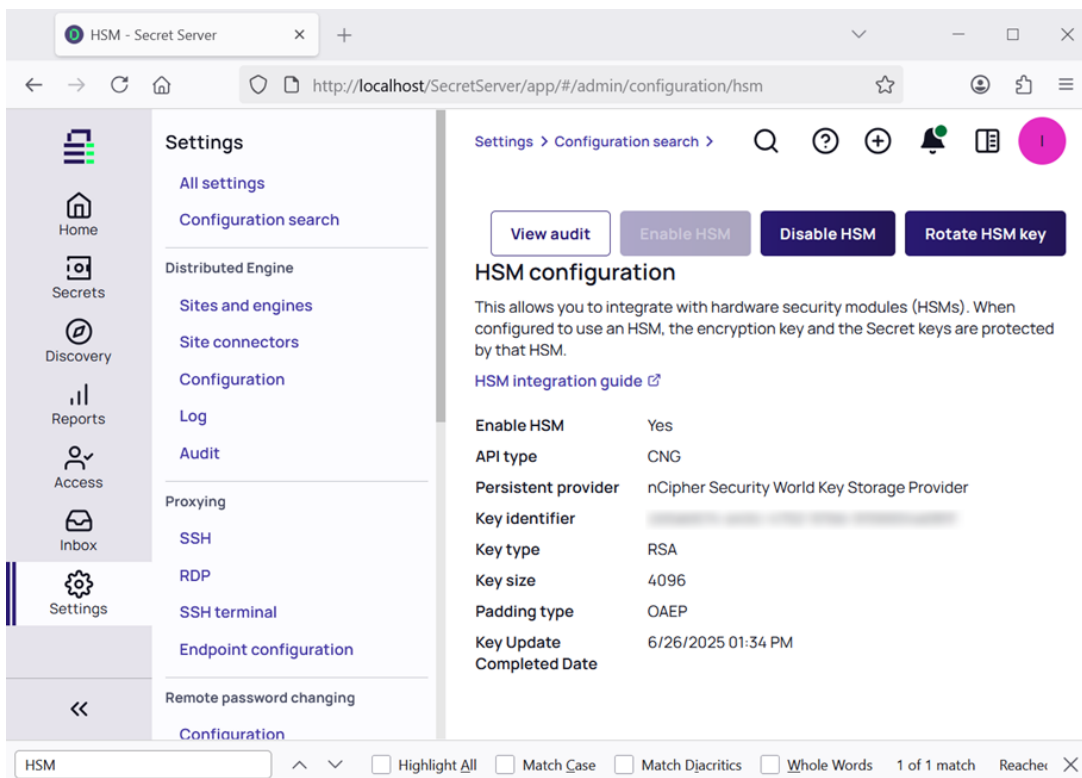 HSM - Secret Server
http://localhost/SecretServer/app/#/admin/configuration/hsm
Home
Secrets
Discovery
Reports
Access
Inbox
Settings
Settings
All settings
Configuration search
Distributed Engine
Sites and engines
Site connectors
Configuration
Log
Audit
Proxying
SSH
RDP
SSH terminal
Endpoint configuration
Remote password changing
Configuration
Settings > Configuration search >
I
View audit
Enable HSM
Disable HSM
Rotate HSM key
HSM configuration
This allows you to integrate with hardware security modules (HSMs). When
configured to use an HSM, the encryption key and the Secret keys are protected
by that HSM.
HSM integration guide
Enable HSM Yes
API type CNG
Persistent provider nCipher Security World Key Storage Provider
Key identifier
Key type RSA
Key size 4096
Padding type OAEP
Key Update 6/26/2025 01:34 PM
Completed Date
HSM
Highlight All
Match Case
Match Diacritics
Whole Words
1 of 1 match